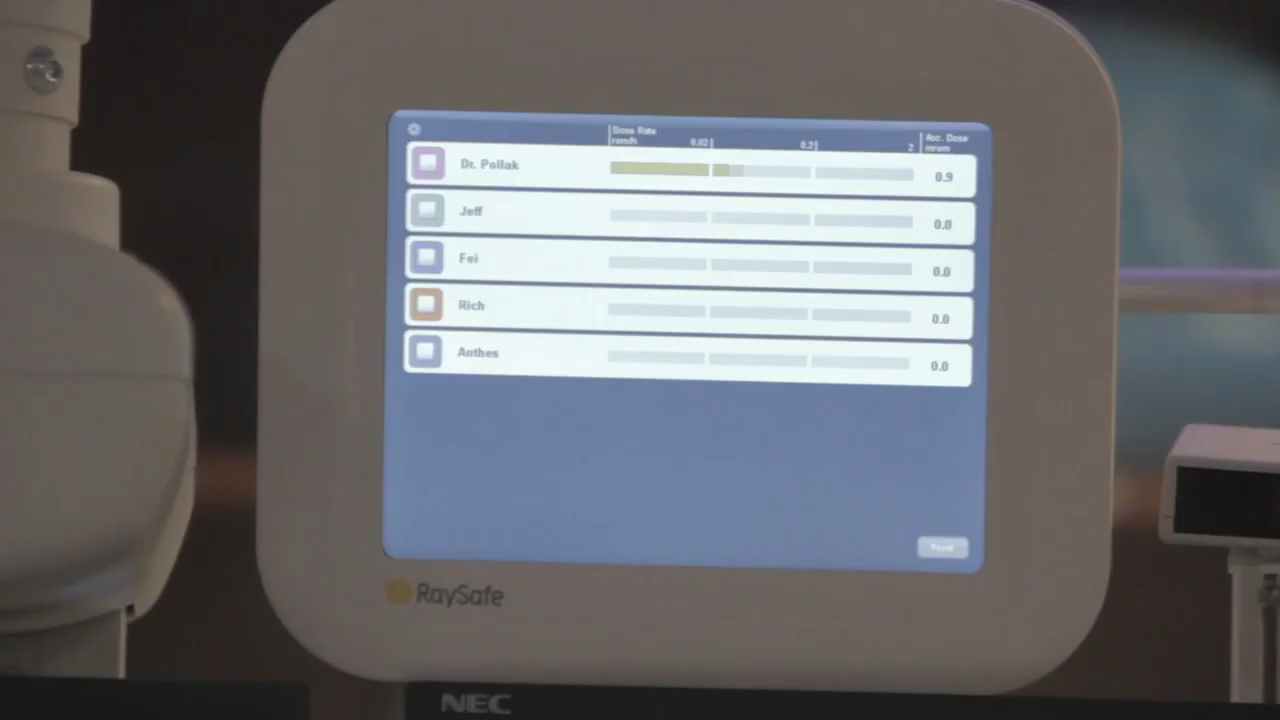 Dose Rate
rem/h 0.02 0.2 2
Acc. Dose
mrem
Dr. Pollak 0.9
Jeff 0.0
Fei 0.0
Rich 0.0
Anthes 0.0
Reset
RaySafe
NEC